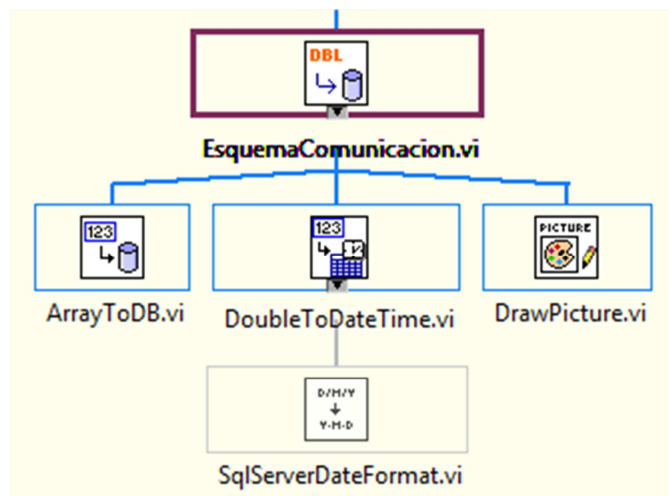 DBL
EsquemaComunicacion.vi
123
123
PICTURE
ArrayToDB.vi
DoubleToDateTime.vi
DrawPicture.vi
D/M/Y
Y-M-D
SqlServerDateFormat.vi